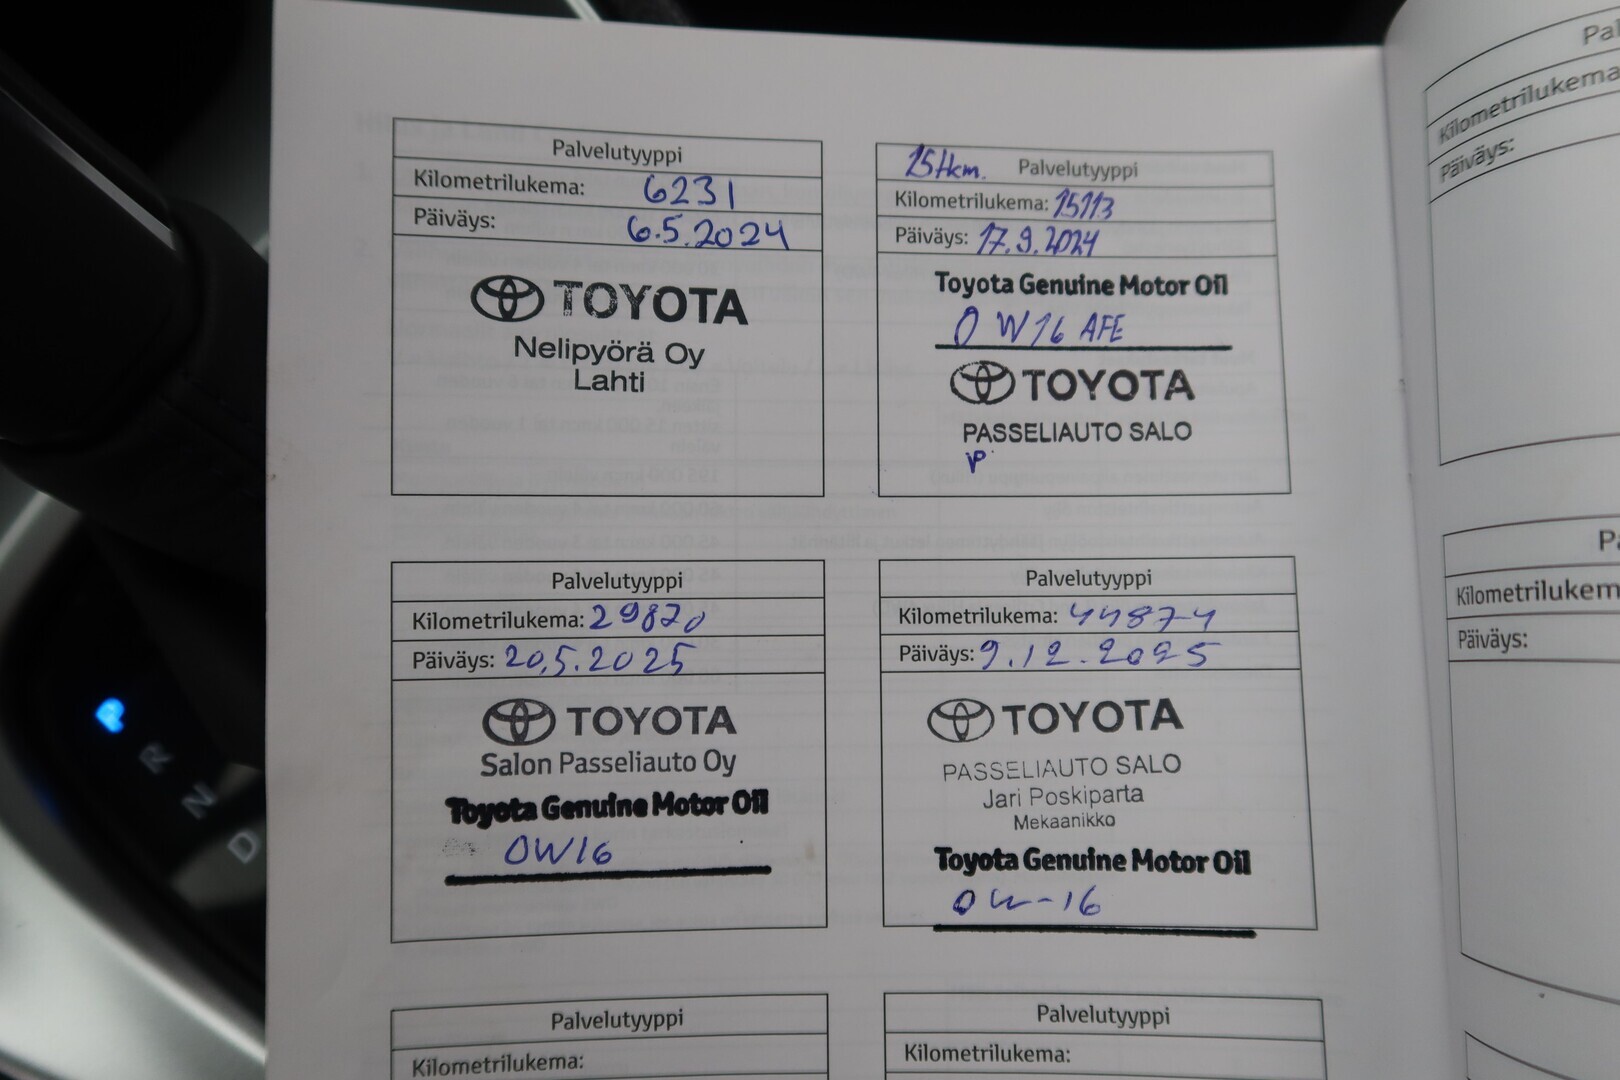 Palvelutyyppi
Kilometrilukema: 6231
Päiväys: 6.5.2024
TOYOTA
Nelipyörä Oy
Lahti
15tkm. Palvelutyyppi
Kilometrilukema: 15113
Päiväys: 17.9.2024
Toyota Genuine Motor Oil
0W16 AFE
TOYOTA
PASSELIAUTO SALO
Palvelutyyppi
Kilometrilukema: 29820
Päiväys: 20.5.2025
TOYOTA
Salon Passeliauto Oy
Toyota Genuine Motor Oil
0W16
Palvelutyyppi
Kilometrilukema: 44874
Päiväys: 9.12.2025
TOYOTA
PASSELIAUTO SALO
Jari Poskiparta
Mekaanikko
Toyota Genuine Motor Oil
0W-16
Palvelutyyppi
Kilometrilukema:
Palvelutyyppi
Kilometrilukema:
Pal
Kilometrilukema
Päiväys:
Pa
Kilometrilukem
Päiväys:
P
R
N
D